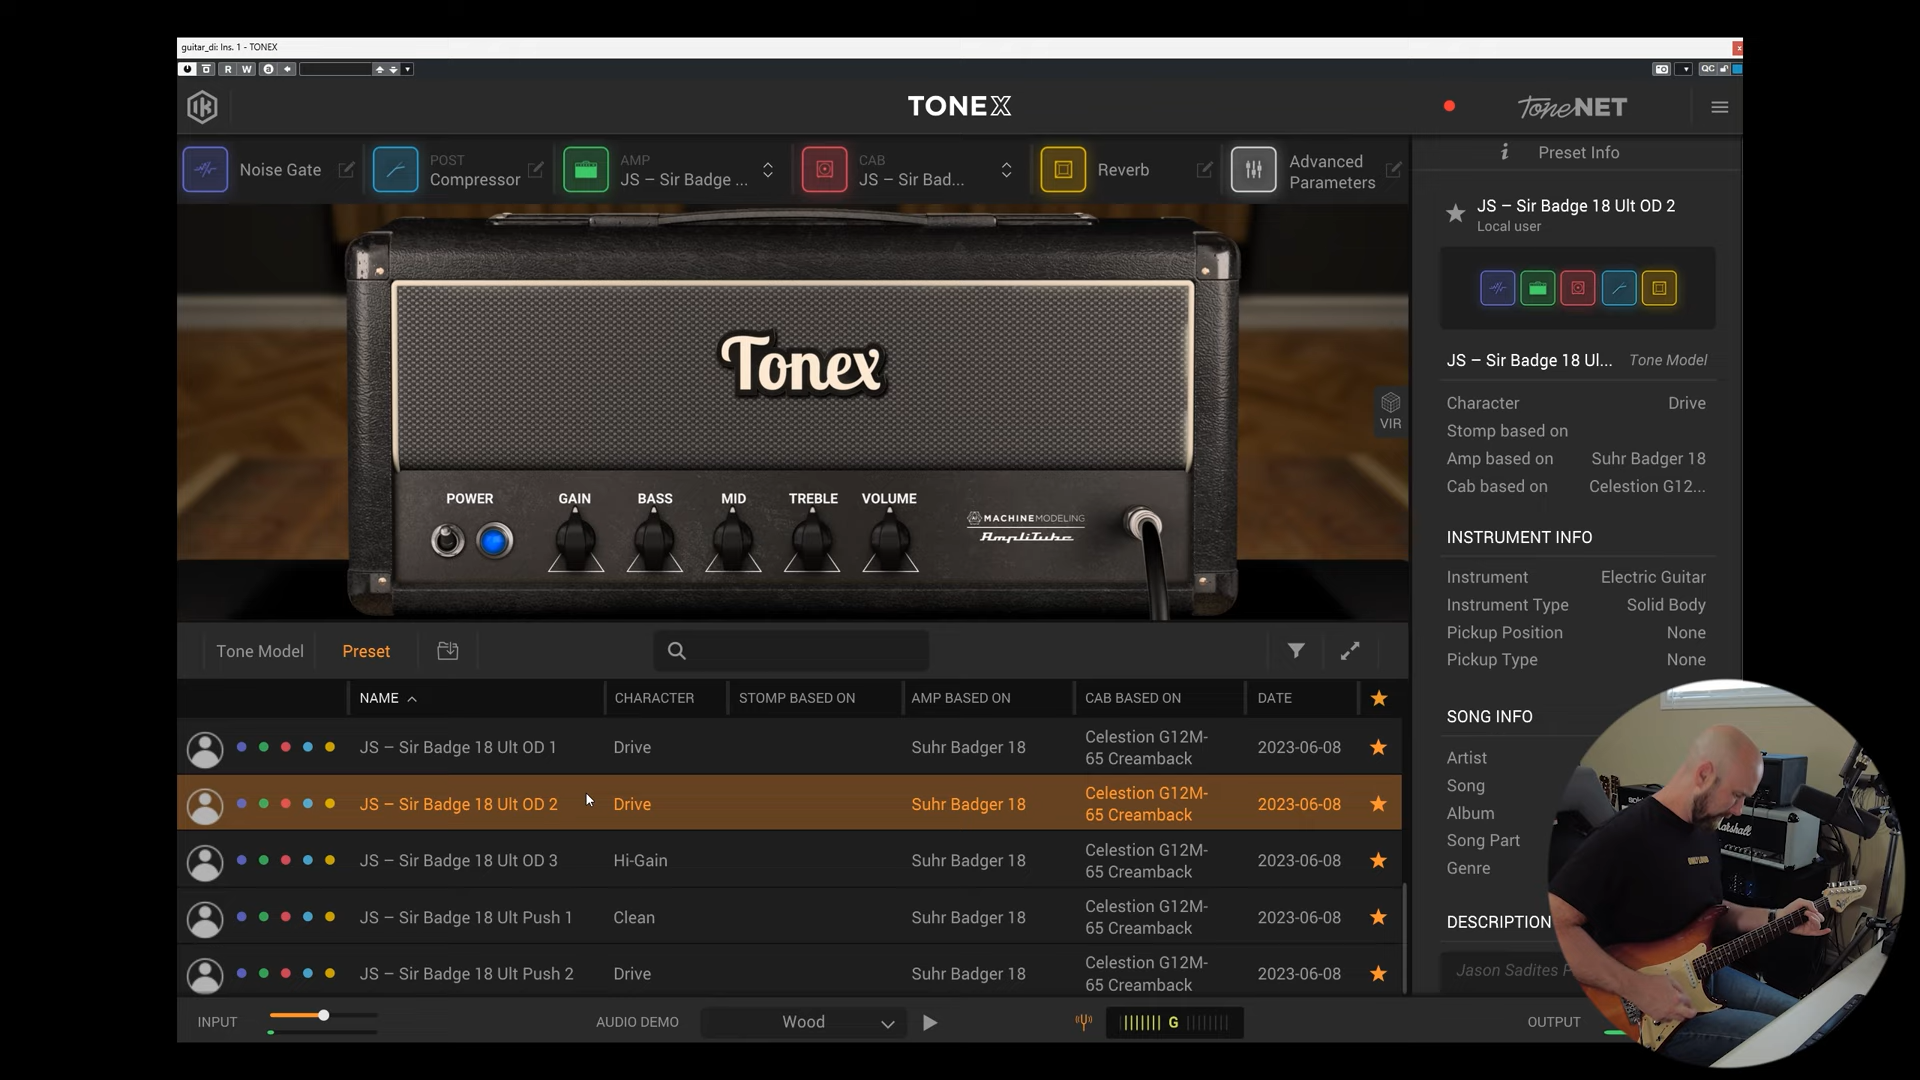 guitar_di: Ins. 1 - TONEX
R W
QC
TONEX
toneNET
Noise Gate
POST
Compressor
AMP
JS – Sir Badge ...
CAB
JS – Sir Bad...
Reverb
Advanced
Parameters
Preset Info
JS – Sir Badge 18 Ult OD 2
Local user
Tonex
JS – Sir Badge 18 Ul... Tone Model
Character Drive
Stomp based on
Amp based on Suhr Badger 18
Cab based on Celestion G12...
VIR
POWER GAIN BASS MID TREBLE VOLUME
MACHINEMODELING
AmpliTube
INSTRUMENT INFO
Instrument Electric Guitar
Instrument Type Solid Body
Pickup Position None
Pickup Type None
Tone Model Preset
NAME CHARACTER STOMP BASED ON AMP BASED ON CAB BASED ON DATE
JS – Sir Badge 18 Ult OD 1 Drive Suhr Badger 18 Celestion G12M-
65 Creamback 2023-06-08
JS – Sir Badge 18 Ult OD 2 Drive Suhr Badger 18 Celestion G12M-
65 Creamback 2023-06-08
JS – Sir Badge 18 Ult OD 3 Hi-Gain Suhr Badger 18 Celestion G12M-
65 Creamback 2023-06-08
JS – Sir Badge 18 Ult Push 1 Clean Suhr Badger 18 Celestion G12M-
65 Creamback 2023-06-08
JS – Sir Badge 18 Ult Push 2 Drive Suhr Badger 18 Celestion G12M-
65 Creamback 2023-06-08
SONG INFO
Artist
Song
Album
Song Part
Genre
DESCRIPTION
Jason Sadites
Marshall
INPUT AUDIO DEMO Wood G OUTPUT